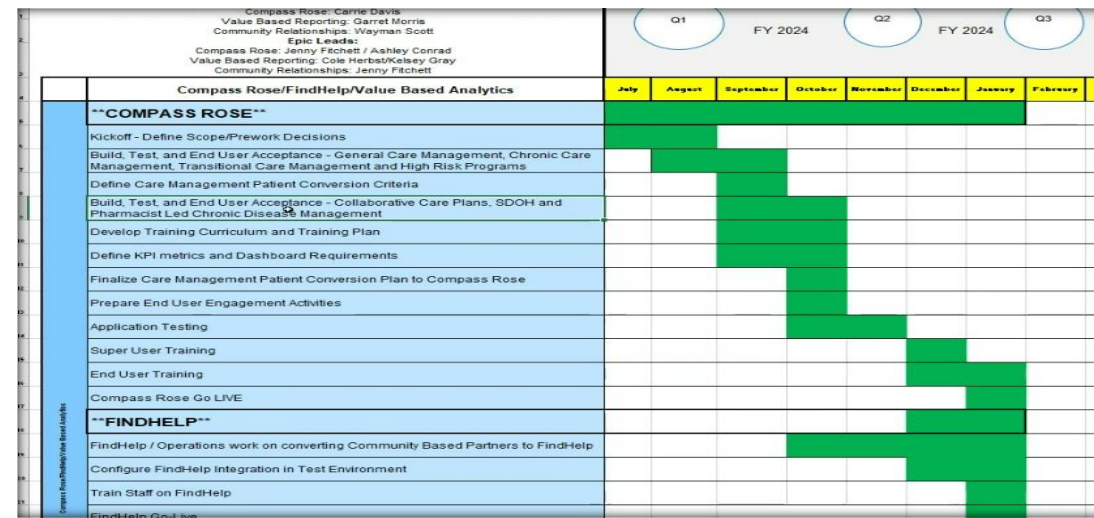 Compass Rose: Carrie Davis
Value Based Reporting: Garret Morris
Community Relationships: Wayman Scott
Epic Leads:
Compass Rose: Jenny Fitchett / Ashley Conrad
Value Based Reporting: Cole Herbst/Kelsey Gray
Community Relationships: Jenny Fitchett
Q1
FY 2024
Q2
FY 2024
Q3
Compass Rose/FindHelp/Value Based Analytics
July August September October November December January February
**COMPASS ROSE**
Kickoff - Define Scope/Prework Decisions
Build, Test, and End User Acceptance - General Care Management, Chronic Care
Management, Transitional Care Management and High Risk Programs
Define Care Management Patient Conversion Criteria
Build, Test, and End User Acceptance - Collaborative Care Plans, SDOH and
Pharmacist Led Chronic Disease Management
Develop Training Curriculum and Training Plan
Define KPI metrics and Dashboard Requirements
Finalize Care Management Patient Conversion Plan to Compass Rose
Prepare End User Engagement Activities
Application Testing
Super User Training
End User Training
Compass Rose Go LIVE
**FINDHELP**
FindHelp / Operations work on converting Community Based Partners to FindHelp
Configure FindHelp Integration in Test Environment
Train Staff on FindHelp
FindHelp Go-Live
Compass Rose/FindHelp/Value Based Analytics